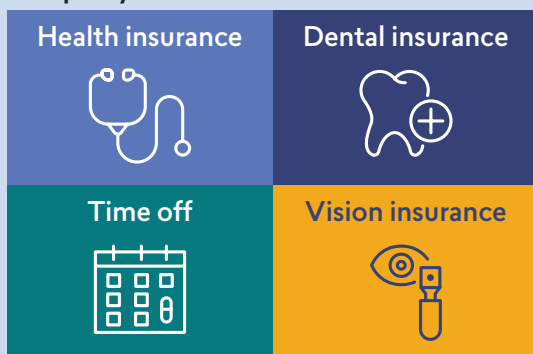 Health insurance
Dental insurance
Time off
Vision insurance